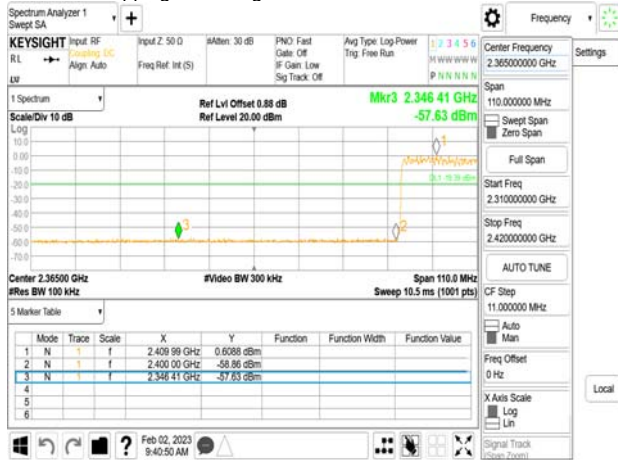 Spectrum Analyzer 1
Swept SA
Frequency
KEYSIGHT
RL
Input: RF
Coupling: DC
Align: Auto
Input Z: 50 Ω
Freq Ref: Int (S)
#Atten: 30 dB
PNO: Fast
Gate: Off
IF Gain: Low
Sig Track: Off
Avg Type: Log-Power
Trig: Free Run
1 2 3 4 5 6
M W W W W W
P N N N N N
Center Frequency
2.365000000 GHz
Settings
1 Spectrum
Scale/Div 10 dB
Ref Lvl Offset 0.88 dB
Ref Level 20.00 dBm
Mkr3 2.346 41 GHz
-57.63 dBm
Span
110.000000 MHz
Swept Span
Zero Span
Log
10.0
0.00
-10.0
-20.0
-30.0
-40.0
-50.0
-60.0
-70.0
1
2
3
Full Span
Start Freq
2.310000000 GHz
Stop Freq
2.420000000 GHz
AUTO TUNE
Center 2.36500 GHz
#Res BW 100 kHz
#Video BW 300 kHz
Span 110.0 MHz
Sweep 10.5 ms (1001 pts)
CF Step
11.000000 MHz
Auto
Man
5 Marker Table
Mode Trace Scale X Y Function Function Width Function Value
1 N 1 f 2.409 99 GHz 0.6088 dBm
2 N 1 f 2.400 00 GHz -58.86 dBm
3 N 1 f 2.346 41 GHz -57.63 dBm
4
5
6
Freq Offset
0 Hz
X Axis Scale
Log
Lin
Local
Signal Track
(Span Zoom)
?
Feb 02, 2023
9:40:50 AM